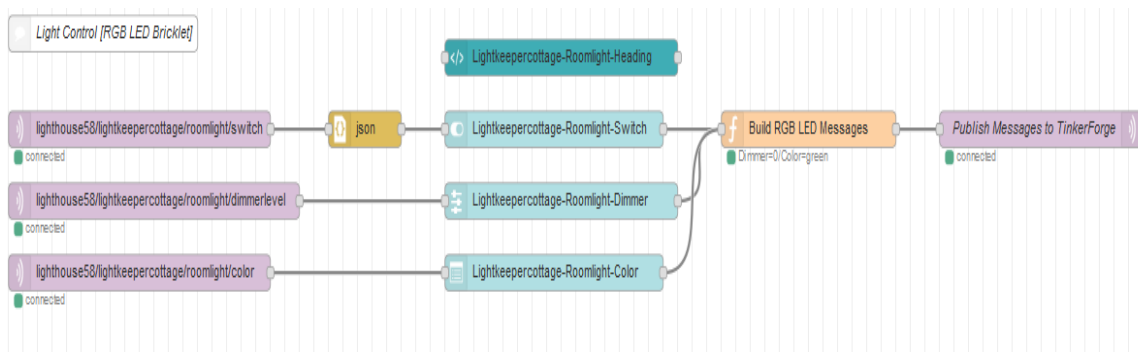 Light Control [RGB LED Bricklet]
</> Lightkeepercottage-Roomlight-Heading
lighthouse58/lightkeepercottage/roomlight/switch
{} json
Lightkeepercottage-Roomlight-Switch
f Build RGB LED Messages
Publish Messages to TinkerForge
connected
Dimmer=0/Color=green
connected
lighthouse58/lightkeepercottage/roomlight/dimmerlevel
Lightkeepercottage-Roomlight-Dimmer
connected
lighthouse58/lightkeepercottage/roomlight/color
Lightkeepercottage-Roomlight-Color
connected